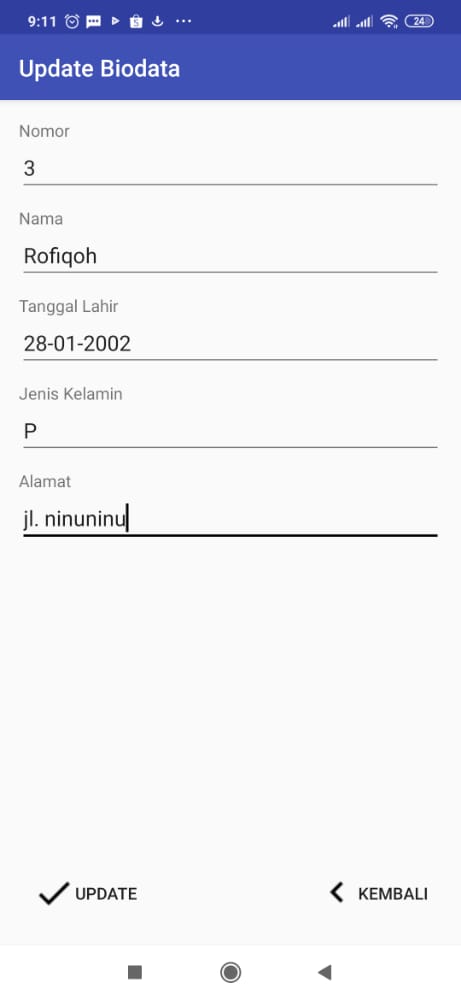 9:11
24
Update Biodata
Nomor
3
Nama
Rofiqoh
Tanggal Lahir
28-01-2002
Jenis Kelamin
P
Alamat
jl. ninuninu
UPDATE
KEMBALI